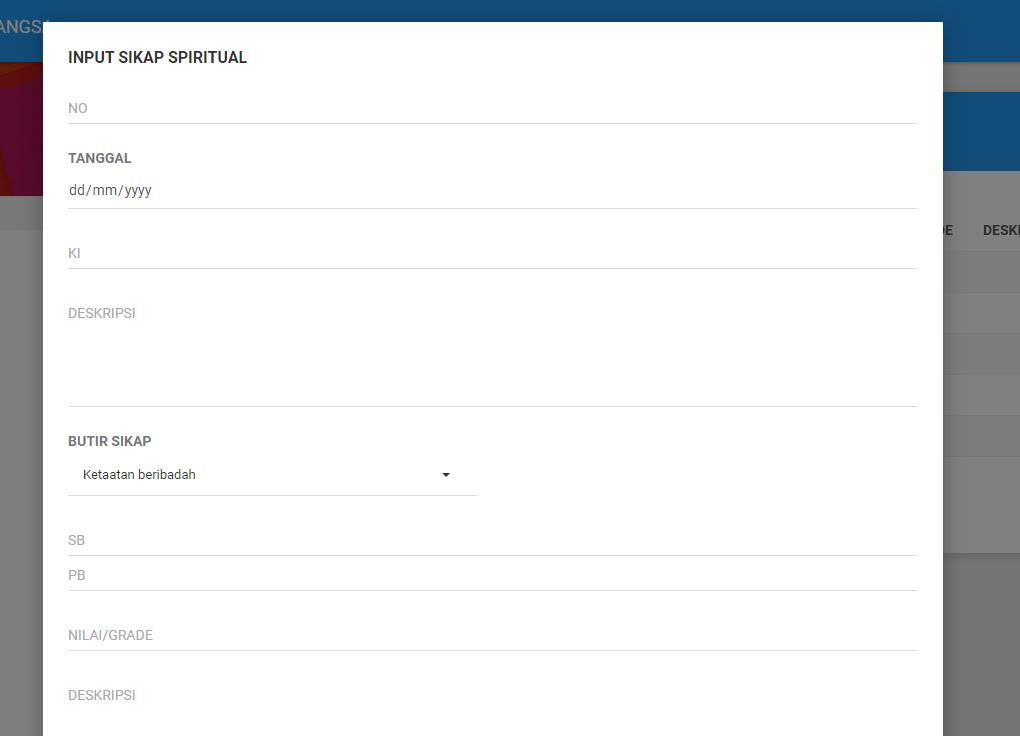 INPUT SIKAP SPIRITUAL
NO
TANGGAL
dd/mm/yyyy
KI
DESKRIPSI
BUTIR SIKAP
Ketaatan beribadah
SB
PB
NILAI/GRADE
DESKRIPSI